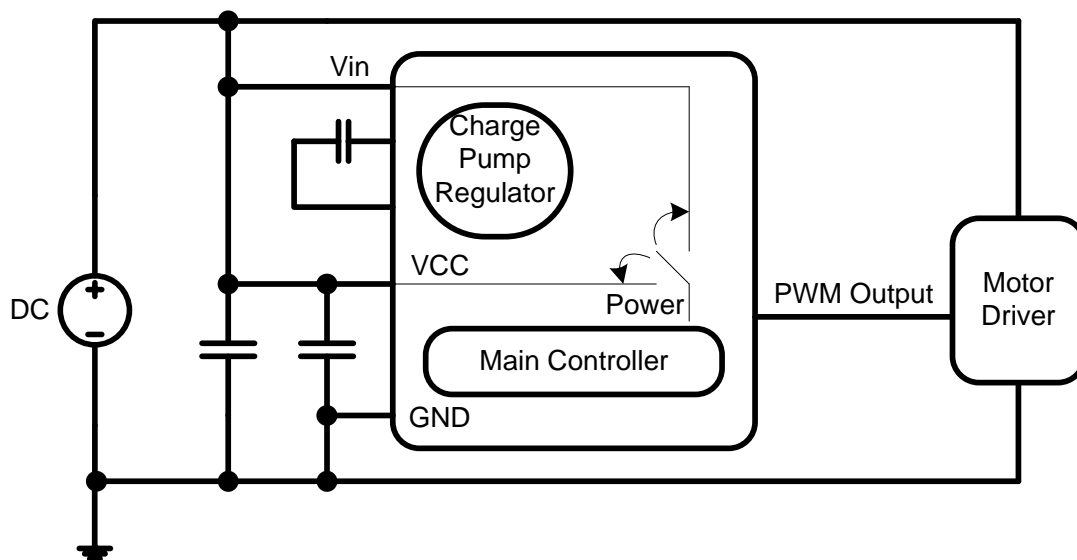 Vin
Charge
Pump
Regulator
VCC
DC
Power
PWM Output
Motor
Driver
Main Controller
GND